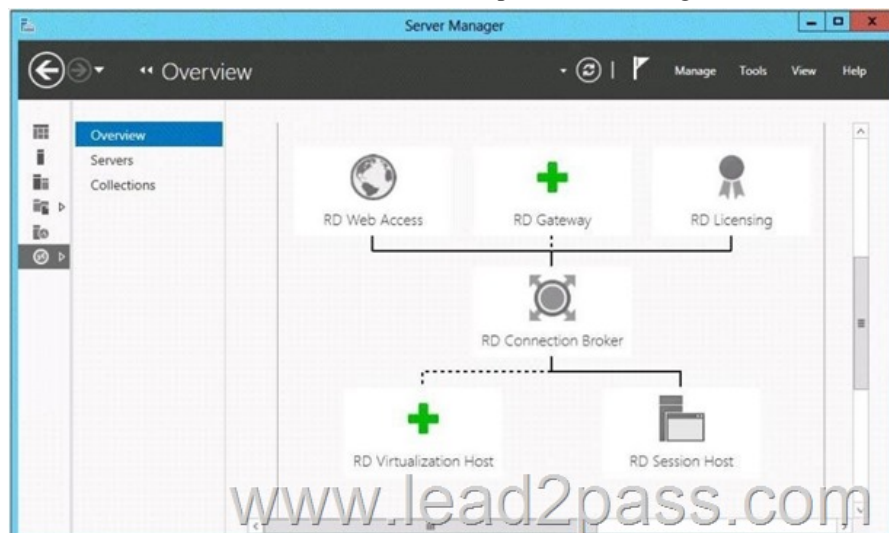 Server Manager
Overview
Manage Tools View Help
Overview
Servers
Collections
RD Web Access
RD Gateway
RD Licensing
RD Connection Broker
RD Virtualization Host
RD Session Host
www.lead2pass.com